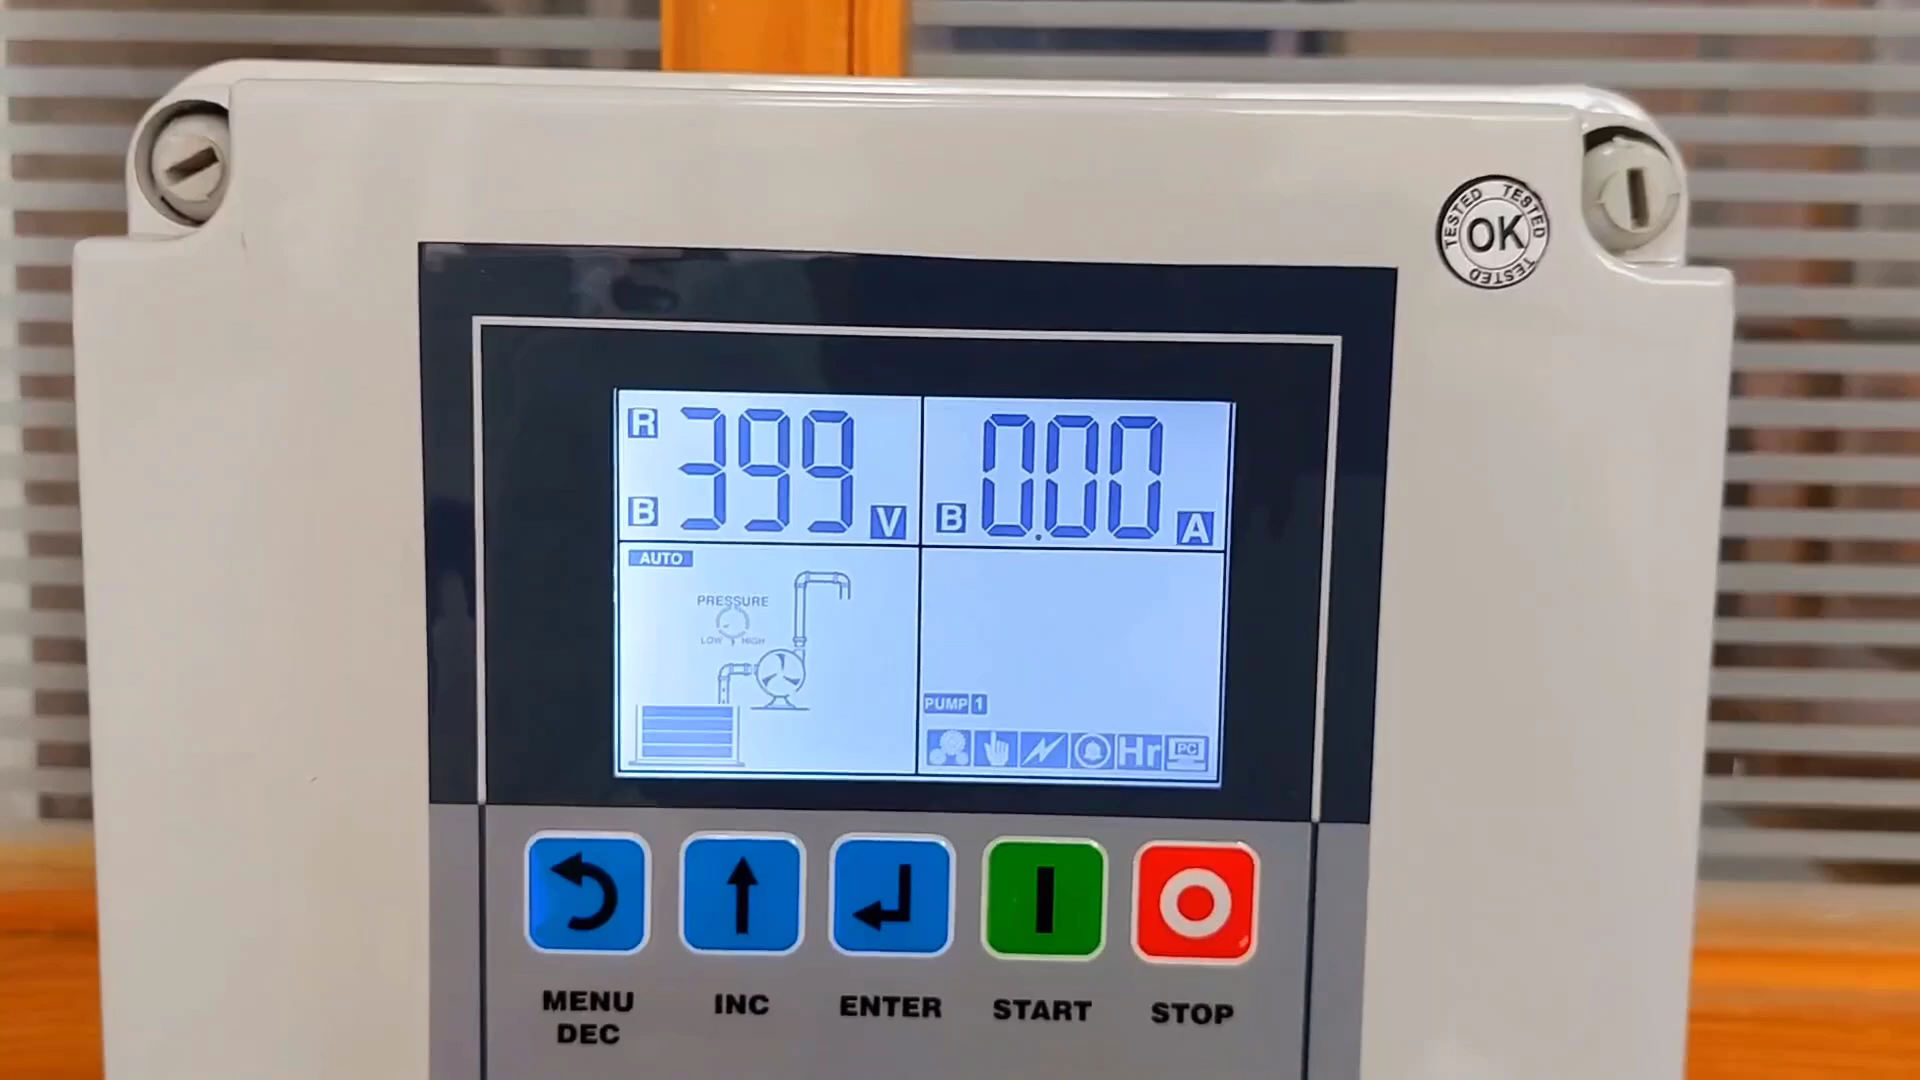 TESTED TESTED TESTED
OK
R
399
B
V
B
0.00
A
AUTO
PRESSURE
LOW HIGH
PUMP 1
Hr
PC
MENU
DEC
INC
ENTER
START
STOP